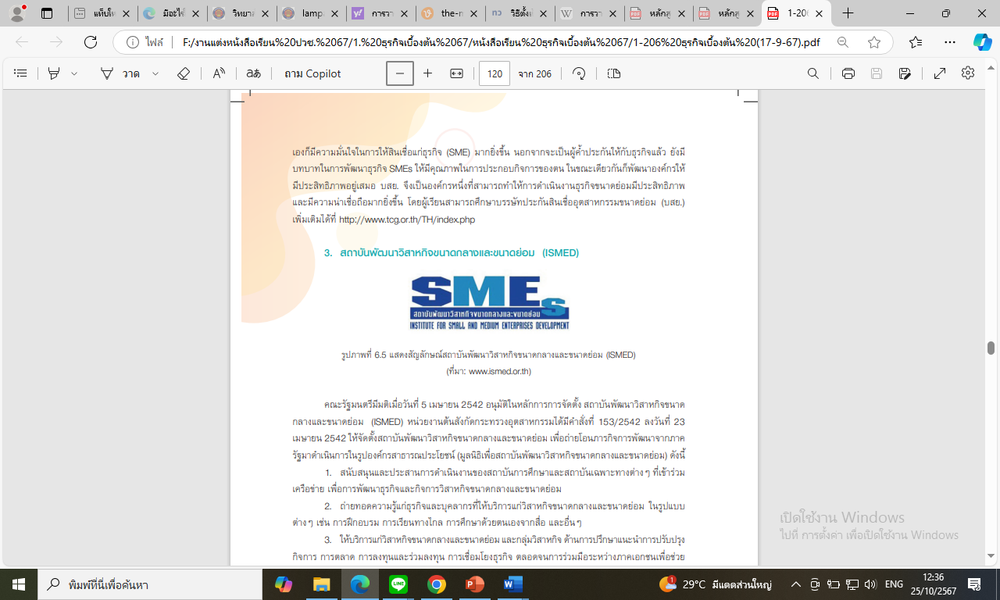 แท็บให
มีอะไร
วิทยาล
lampa
การวา
the-n
วิธีตั้งเ
การวา
หลักสู
หลักสู
1-20
ไฟล์ F:/งานแต่งหนังสือเรียน%20ปวช.%2067/1.%20ธุรกิจเบื้องต้น%2067/หนังสือเรียน%20ธุรกิจเบื้องต้น%2067/1-206%20ธุรกิจเบื้องต้น%20(17-9-67).pdf
วาด aあ ถาม Copilot 120 จาก 206
เองก็มีความมั่นใจในการให้สินเชื่อแก่ธุรกิจ (SME) มากยิ่งขึ้น นอกจากจะเป็นผู้ค้ำประกันให้กับธุรกิจแล้ว ยังมี
บทบาทในการพัฒนาธุรกิจ SMEs ให้มีคุณภาพในการประกอบกิจการของตน ในขณะเดียวกันก็พัฒนาองค์กรให้
มีประสิทธิภาพอยู่เสมอ บสย. จึงเป็นองค์กรหนึ่งที่สามารถทำให้การดำเนินงานธุรกิจขนาดย่อมมีประสิทธิภาพ
และมีความน่าเชื่อถือมากยิ่งขึ้น โดยผู้เรียนสามารถศึกษาบรรษัทประกันสินเชื่ออุตสาหกรรมขนาดย่อม (บสย.)
เพิ่มเติมได้ที่ http://www.tcg.or.th/TH/index.php
3. สถาบันพัฒนาวิสาหกิจขนาดกลางและขนาดย่อม (ISMED)
SMEs
สถาบันพัฒนาวิสาหกิจขนาดกลางและขนาดย่อม
INSTITUTE FOR SMALL AND MEDIUM ENTERPRISES DEVELOPMENT
รูปภาพที่ 6.5 แสดงสัญลักษณ์สถาบันพัฒนาวิสาหกิจขนาดกลางและขนาดย่อม (ISMED)
(ที่มา: www.ismed.or.th)
คณะรัฐมนตรีมีมติเมื่อวันที่ 5 เมษายน 2542 อนุมัติในหลักการการจัดตั้ง สถาบันพัฒนาวิสาหกิจขนาด
กลางและขนาดย่อม (ISMED) หน่วยงานต้นสังกัดกระทรวงอุตสาหกรรมได้มีคำสั่งที่ 153/2542 ลงวันที่ 23
เมษายน 2542 ให้จัดตั้งสถาบันพัฒนาวิสาหกิจขนาดกลางและขนาดย่อม เพื่อถ่ายโอนภารกิจการพัฒนาจากภาค
รัฐมาดำเนินการในรูปองค์กรสาธารณประโยชน์ (มูลนิธิเพื่อสถาบันพัฒนาวิสาหกิจขนาดกลางและขนาดย่อม) ดังนี้
1. สนับสนุนและประสานการดำเนินงานของสถาบันการศึกษาและสถาบันเฉพาะทางต่างๆ ที่เข้าร่วม
เครือข่าย เพื่อการพัฒนาธุรกิจและกิจการวิสาหกิจขนาดกลางและขนาดย่อม
2. ถ่ายทอดความรู้แก่ธุรกิจและบุคลากรที่ให้บริการแก่วิสาหกิจขนาดกลางและขนาดย่อม ในรูปแบบ
ต่างๆ เช่น การฝึกอบรม การเรียนทางไกล การศึกษาด้วยตนเองจากสื่อ และอื่นๆ
3. ให้บริการแก่วิสาหกิจขนาดกลางและขนาดย่อม และกลุ่มวิสาหกิจ ด้านการปรึกษาแนะนำการปรับปรุง
กิจการ การตลาด การลงทุนและร่วมลงทุน การเชื่อมโยงธุรกิจ ตลอดจนการร่วมมือระหว่างภาคเอกชนเพื่อช่วย
เปิดใช้งาน Windows
ไปที่ การตั้งค่า เพื่อเปิดใช้งาน Windows
พิมพ์ที่นี่เพื่อค้นหา
29°C มีแดดส่วนใหญ่
ENG
12:36
25/10/2567